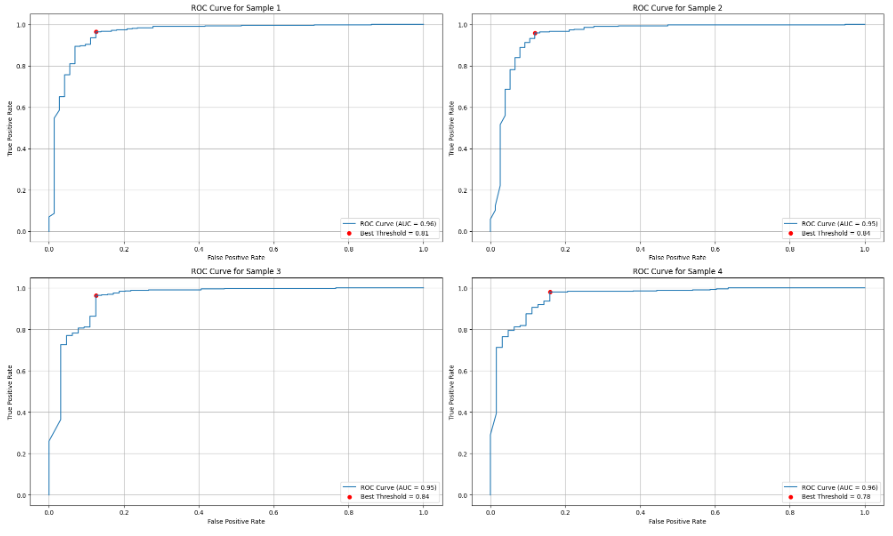 ROC Curve for Sample 1
1.0
0.8
0.6
0.4
0.2
0.0
True Positive Rate
ROC Curve (AUC = 0.96)
Best Threshold = 0.81
0.0 0.2 0.4 0.6 0.8 1.0
False Positive Rate
ROC Curve for Sample 2
1.0
0.8
0.6
0.4
0.2
0.0
True Positive Rate
ROC Curve (AUC = 0.95)
Best Threshold = 0.84
0.0 0.2 0.4 0.6 0.8 1.0
False Positive Rate
ROC Curve for Sample 3
1.0
0.8
0.6
0.4
0.2
0.0
True Positive Rate
ROC Curve (AUC = 0.95)
Best Threshold = 0.84
0.0 0.2 0.4 0.6 0.8 1.0
False Positive Rate
ROC Curve for Sample 4
1.0
0.8
0.6
0.4
0.2
0.0
True Positive Rate
ROC Curve (AUC = 0.96)
Best Threshold = 0.78
0.0 0.2 0.4 0.6 0.8 1.0
False Positive Rate